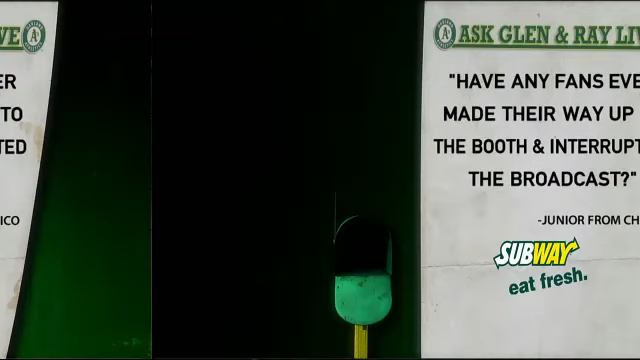 VE
ER
TO
TED
ICO
ASK GLEN & RAY LIV
"HAVE ANY FANS EVE
MADE THEIR WAY UP
THE BOOTH & INTERRUPT
THE BROADCAST?"
-JUNIOR FROM CH
SUBWAY
eat fresh.